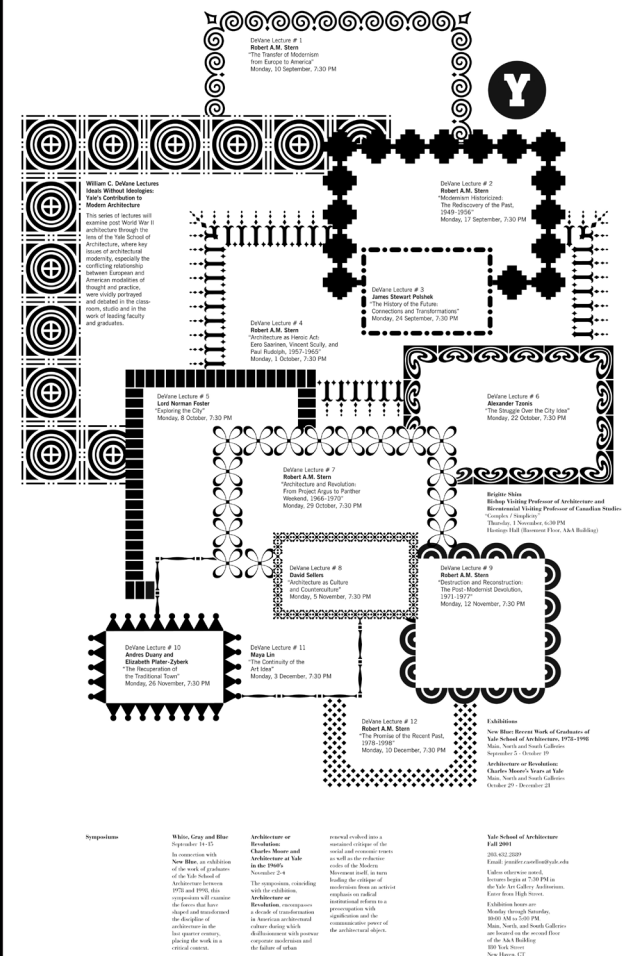 DeVane Lecture # 1
Robert A.M. Stern
"The Transfer of Modernism
from Europe to America"
Monday, 10 September, 7:30 PM
Y
William C. DeVane Lectures
Ideals Without Ideologies:
Yale's Contribution to
Modern Architecture
This series of lectures will
examine post World War II
architecture through the
lens of the Yale School of
Architecture, where key
issues of architectural
modernity, especially the
conflicting relationship
between European and
American modalities of
thought and practice,
were vividly portrayed
and debated in the class-
room, studio and in the
work of leading faculty
and graduates.
DeVane Lecture # 2
Robert A.M. Stern
"Modernism Historicized:
The Rediscovery of the Past,
1949-1956"
Monday, 17 September, 7:30 PM
DeVane Lecture # 3
James Stewart Polshek
"The History of the Future:
Connections and Transformations"
Monday, 24 September, 7:30 PM
DeVane Lecture # 4
Robert A.M. Stern
"Architecture as Heroic Act:
Eero Saarinen, Vincent Scully, and
Paul Rudolph, 1957-1965"
Monday, 1 October, 7:30 PM
DeVane Lecture # 5
Lord Norman Foster
"Exploring the City"
Monday, 8 October, 7:30 PM
DeVane Lecture # 6
Alexander Tzonis
"The Struggle Over the City Idea"
Monday, 22 October, 7:30 PM
DeVane Lecture # 7
Robert A.M. Stern
"Architecture and Revolution:
From Project Argus to Panther
Weekend, 1966-1970"
Monday, 29 October, 7:30 PM
Brigitte Shim
Bishop Visiting Professor of Architecture and
Bicentennial Visiting Professor of Canadian Studies
"Complex / Simplicity"
Thursday, 1 November, 6:30 PM
Hastings Hall (Basement Floor, A&A Building)
DeVane Lecture # 8
David Sellers
"Architecture as Culture
and Counterculture"
Monday, 5 November, 7:30 PM
DeVane Lecture # 9
Robert A.M. Stern
"Destruction and Reconstruction:
The Post-Modernist Devolution,
1971-1977"
Monday, 12 November, 7:30 PM
DeVane Lecture # 10
Andres Duany and
Elizabeth Plater-Zyberk
"The Recuperation of
the Traditional Town"
Monday, 26 November, 7:30 PM
DeVane Lecture # 11
Maya Lin
"The Continuity of the
Art Idea"
Monday, 3 December, 7:30 PM
DeVane Lecture # 12
Robert A.M. Stern
"The Promise of the Recent Past,
1978-1998"
Monday, 10 December, 7:30 PM
Exhibitions
New Blue: Recent Work of Graduates of
Yale School of Architecture, 1978-1998
Main, North and South Galleries
September 5 - October 19
Architecture or Revolution:
Charles Moore's Years at Yale
Main, North and South Galleries
October 29 - December 21
Symposiums
White, Gray and Blue
September 14-15
In connection with
New Blue, an exhibition
of the work of graduates
of the Yale School of
Architecture between
1978 and 1998, this
symposium will examine
the forces that have
shaped and transformed
the discipline of
architecture in the
last quarter century,
placing the work in a
critical context.
Architecture or
Revolution:
Charles Moore and
Architecture at Yale
in the 1960's
November 2-4
The symposium, coinciding
with the exhibition,
Architecture or
Revolution, encompasses
a decade of transformation
in American architectural
culture during which
disillusionment with postwar
corporate modernism and
the failure of urban
renewal evolved into a
sustained critique of the
social and economic tenets
as well as the reductive
codes of the Modern
Movement itself, in turn
leading the critique of
modernism from an activist
emphasis on radical
institutional reform to a
preoccupation with
signification and the
communicative power of
the architectural object.
Yale School of Architecture
Fall 2001
203.432.2889
Email: jennifer.castellon@yale.edu
Unless otherwise noted,
lectures begin at 7:30 PM in
the Yale Art Gallery Auditorium.
Enter from High Street.
Exhibition hours are
Monday through Saturday,
10:00 AM to 5:00 PM.
Main, North, and South Galleries
are located on the second floor
of the A&A Building
180 York Street
New Haven, CT